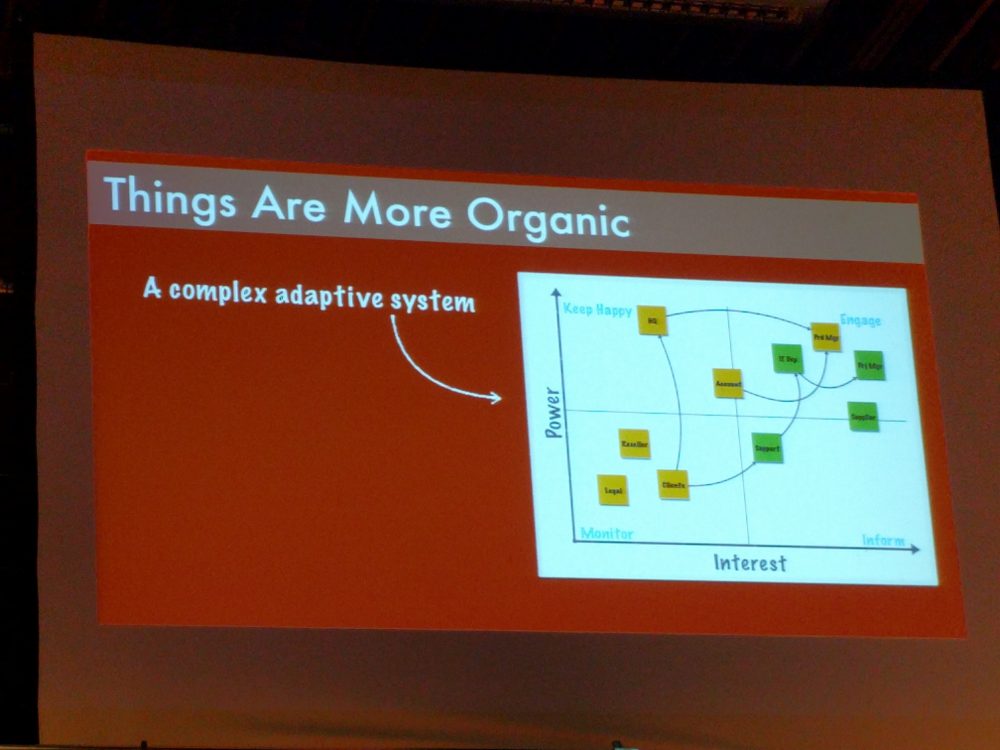 Things Are More Organic
A complex adaptive system
Keep Happy
HQ
Engage
Prd Mgr
IT Dep.
Prj Mgr
Account
Power
Supplier
Reseller
Support
Legal
Clients
Monitor
Inform
Interest